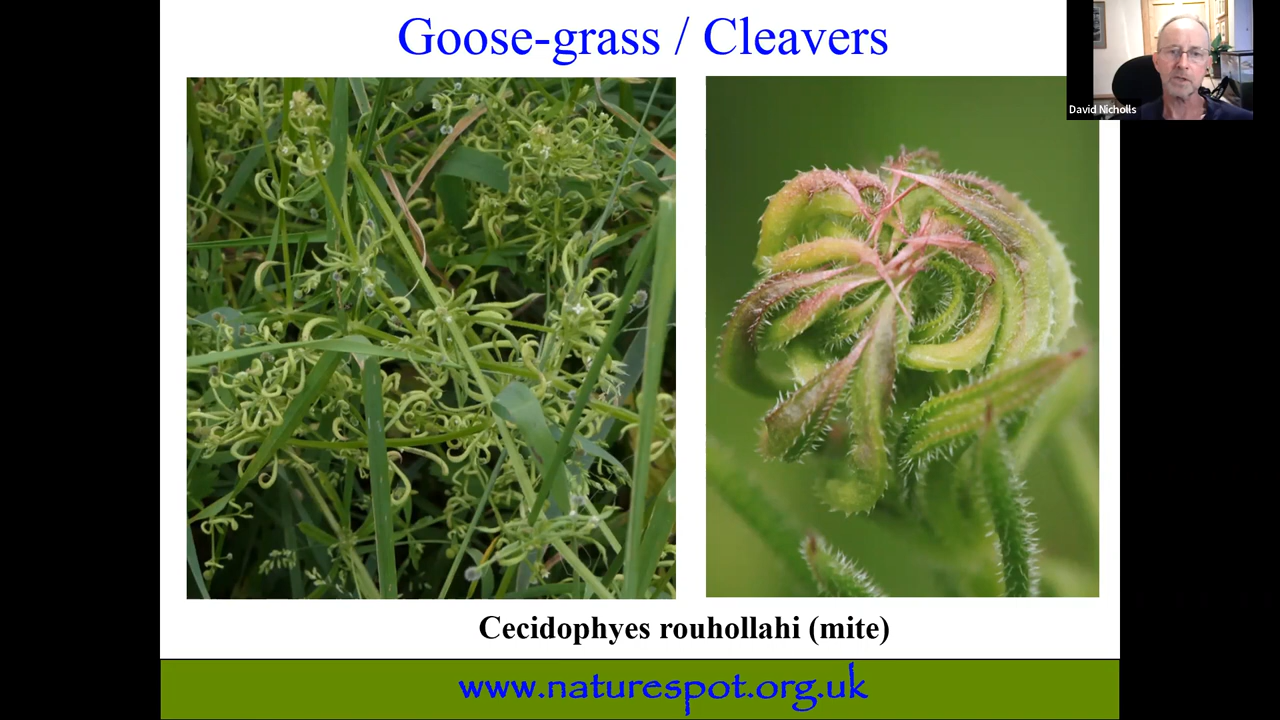 Goose-grass / Cleavers
David Nicholls
Cecidophyes rouhollahi (mite)
www.naturespot.org.uk